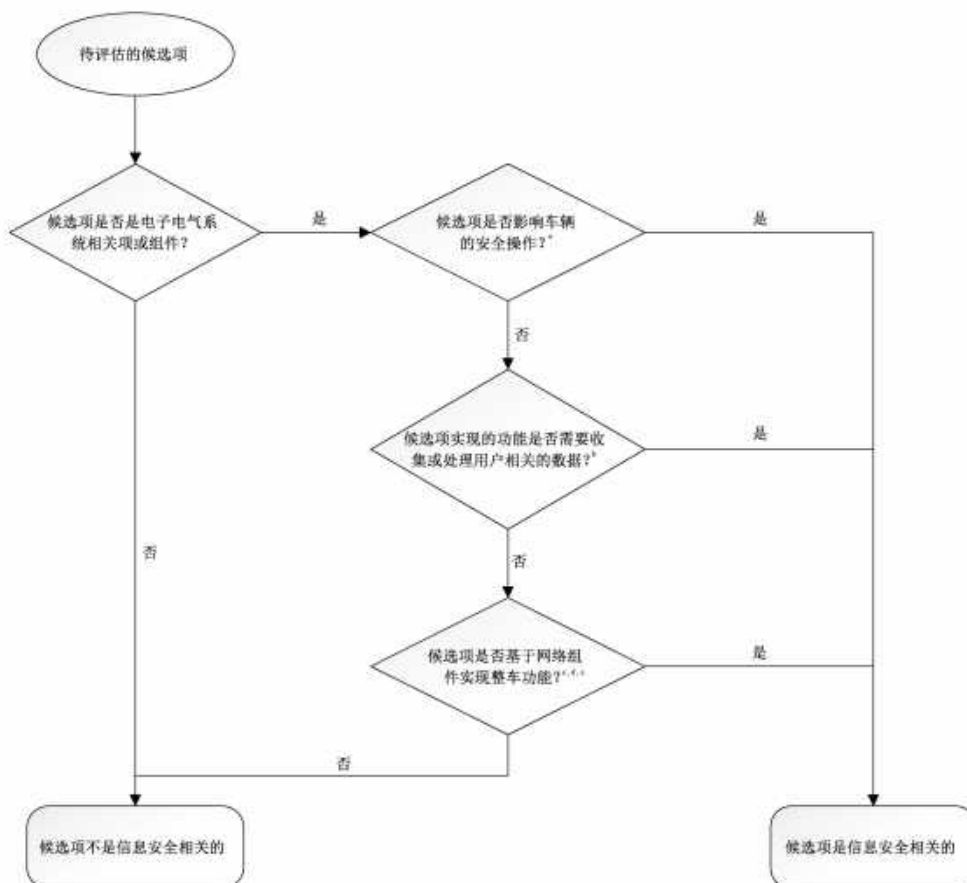 待评估的候选项
候选项是否是电子电气系
统相关项或组件?
是
候选项是否影响车辆
的安全操作?ᵃ
是
否
候选项实现的功能是否需要收
集或处理用户相关的数据?ᵇ
是
否
否
候选项是否基于网络组
件实现整车功能?
是
否
候选项不是信息安全相关的
候选项是信息安全相关的